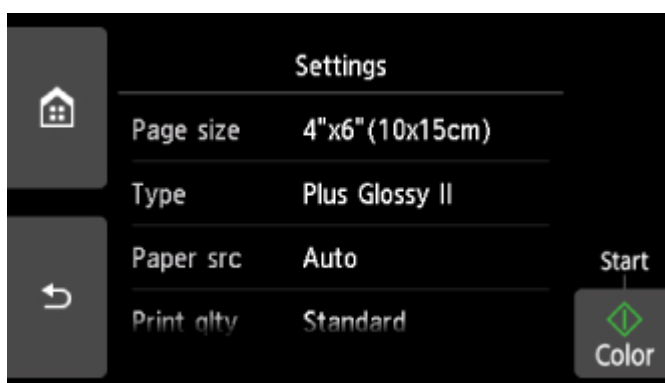 Settings
Page size 4"x6"(10x15cm)
Type Plus Glossy II
Paper src Auto
Print qlty Standard
Start
Color